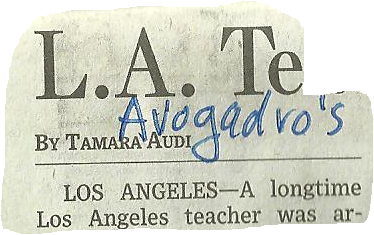 L.A. Te
Avogadro's
BY TAMARA AUDI
LOS ANGELES—A longtime
Los Angeles teacher was ar-